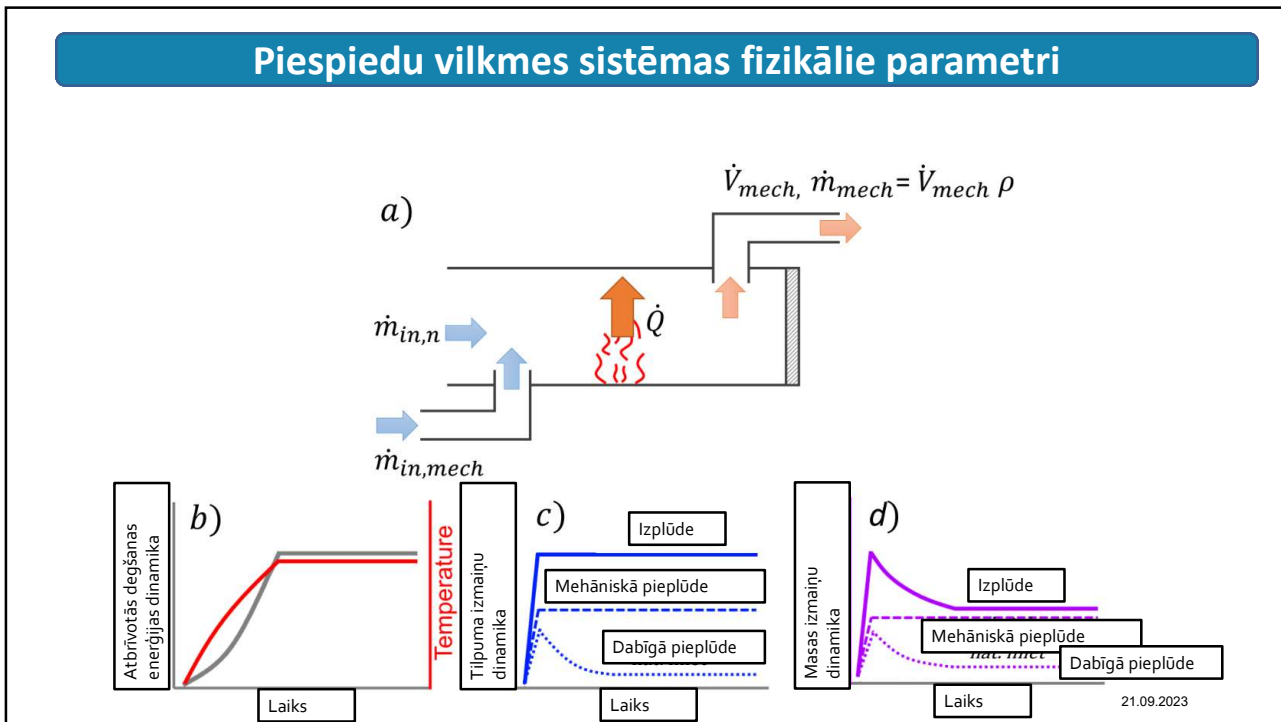 Piespiedu vilkmes sistēmas fizikālie parametri
V̇mech, ṁmech= V̇mech ρ
a)
ṁin,n
Q̇
ṁin,mech
Atbrīvotās degšanas
enerģijas dinamika
b)
Temperature
Laiks
Tilpuma izmaiņu
dinamika
c)
Izplūde
Mehāniskā pieplūde
Dabīgā pieplūde
Laiks
Masas izmaiņu
dinamika
d)
Izplūde
Mehāniskā pieplūde
Dabīgā pieplūde
Laiks
21.09.2023